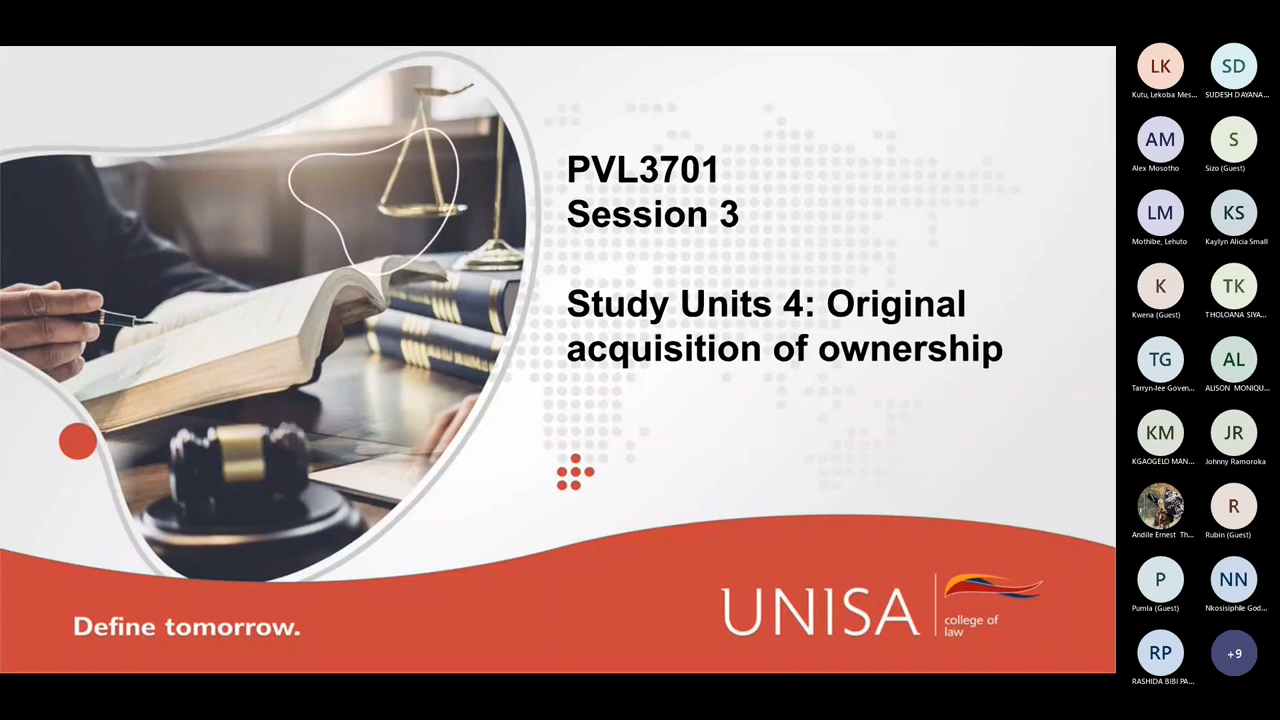 PVL3701
Session 3
Study Units 4: Original
acquisition of ownership
Define tomorrow.
UNISA
college of
law
LK
Kutu, Lekoba Mes...
SD
SUDESH DAYANA...
AM
Alex Mosotho
S
Sizo (Guest)
LM
Mothibe, Lehuto
KS
Kaylyn Alicia Small
K
Kwena (Guest)
TK
THOLOANA SIYA...
TG
Tarryn-lee Goven...
AL
ALISON MONIQU...
KM
KGAOGELO MAN...
JR
Johnny Ramoroka
Andile Ernest Th...
R
Rubin (Guest)
P
Pumla (Guest)
NN
Nkosisiphile God...
RP
RASHIDA BIBI PA...
+9